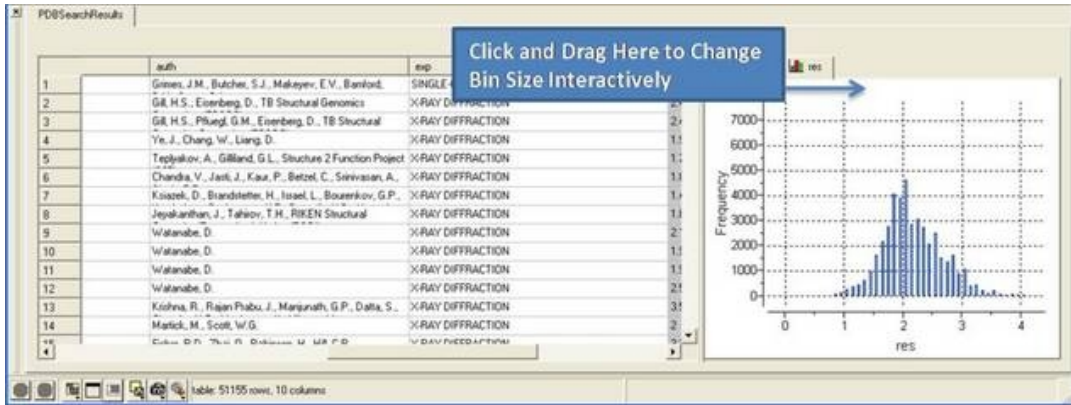 PDBSearchResults
Click and Drag Here to Change
Bin Size Interactively
auth exp
res
1 Grimes, J.M., Butcher, S.J., Makeyev, E.V., Bamford, SINGLE
2 Gill, H.S., Eisenberg, D., TB Structural Genomics X-RAY DIFFRACTION
3 Gill, H.S., Pfluegl, G.M., Eisenberg, D., TB Structural X-RAY DIFFRACTION
4 Ye, J., Chang, W., Liang, D. X-RAY DIFFRACTION
5 Teplyakov, A., Gilliland, G.L., Structure 2 Function Project X-RAY DIFFRACTION
6 Chandra, V., Jasti, J., Kaur, P., Betzel, C., Srinivasan, A., X-RAY DIFFRACTION
7 Ksiazek, D., Brandstetter, H., Israel, L., Bourenkov, G.P., X-RAY DIFFRACTION
8 Jeyakanthan, J., Tahirov, T.H., RIKEN Structural X-RAY DIFFRACTION
9 Watanabe, D. X-RAY DIFFRACTION
10 Watanabe, D. X-RAY DIFFRACTION
11 Watanabe, D. X-RAY DIFFRACTION
12 Watanabe, D. X-RAY DIFFRACTION
13 Krishna, R., Rajan Prabu, J., Manjunath, G.P., Datta, S., X-RAY DIFFRACTION
14 Martick, M., Scott, W.G. X-RAY DIFFRACTION
7000
6000
5000
4000
3000
2000
1000
0
Frequency
0 1 2 3 4
res
table: 51155 rows, 10 columns